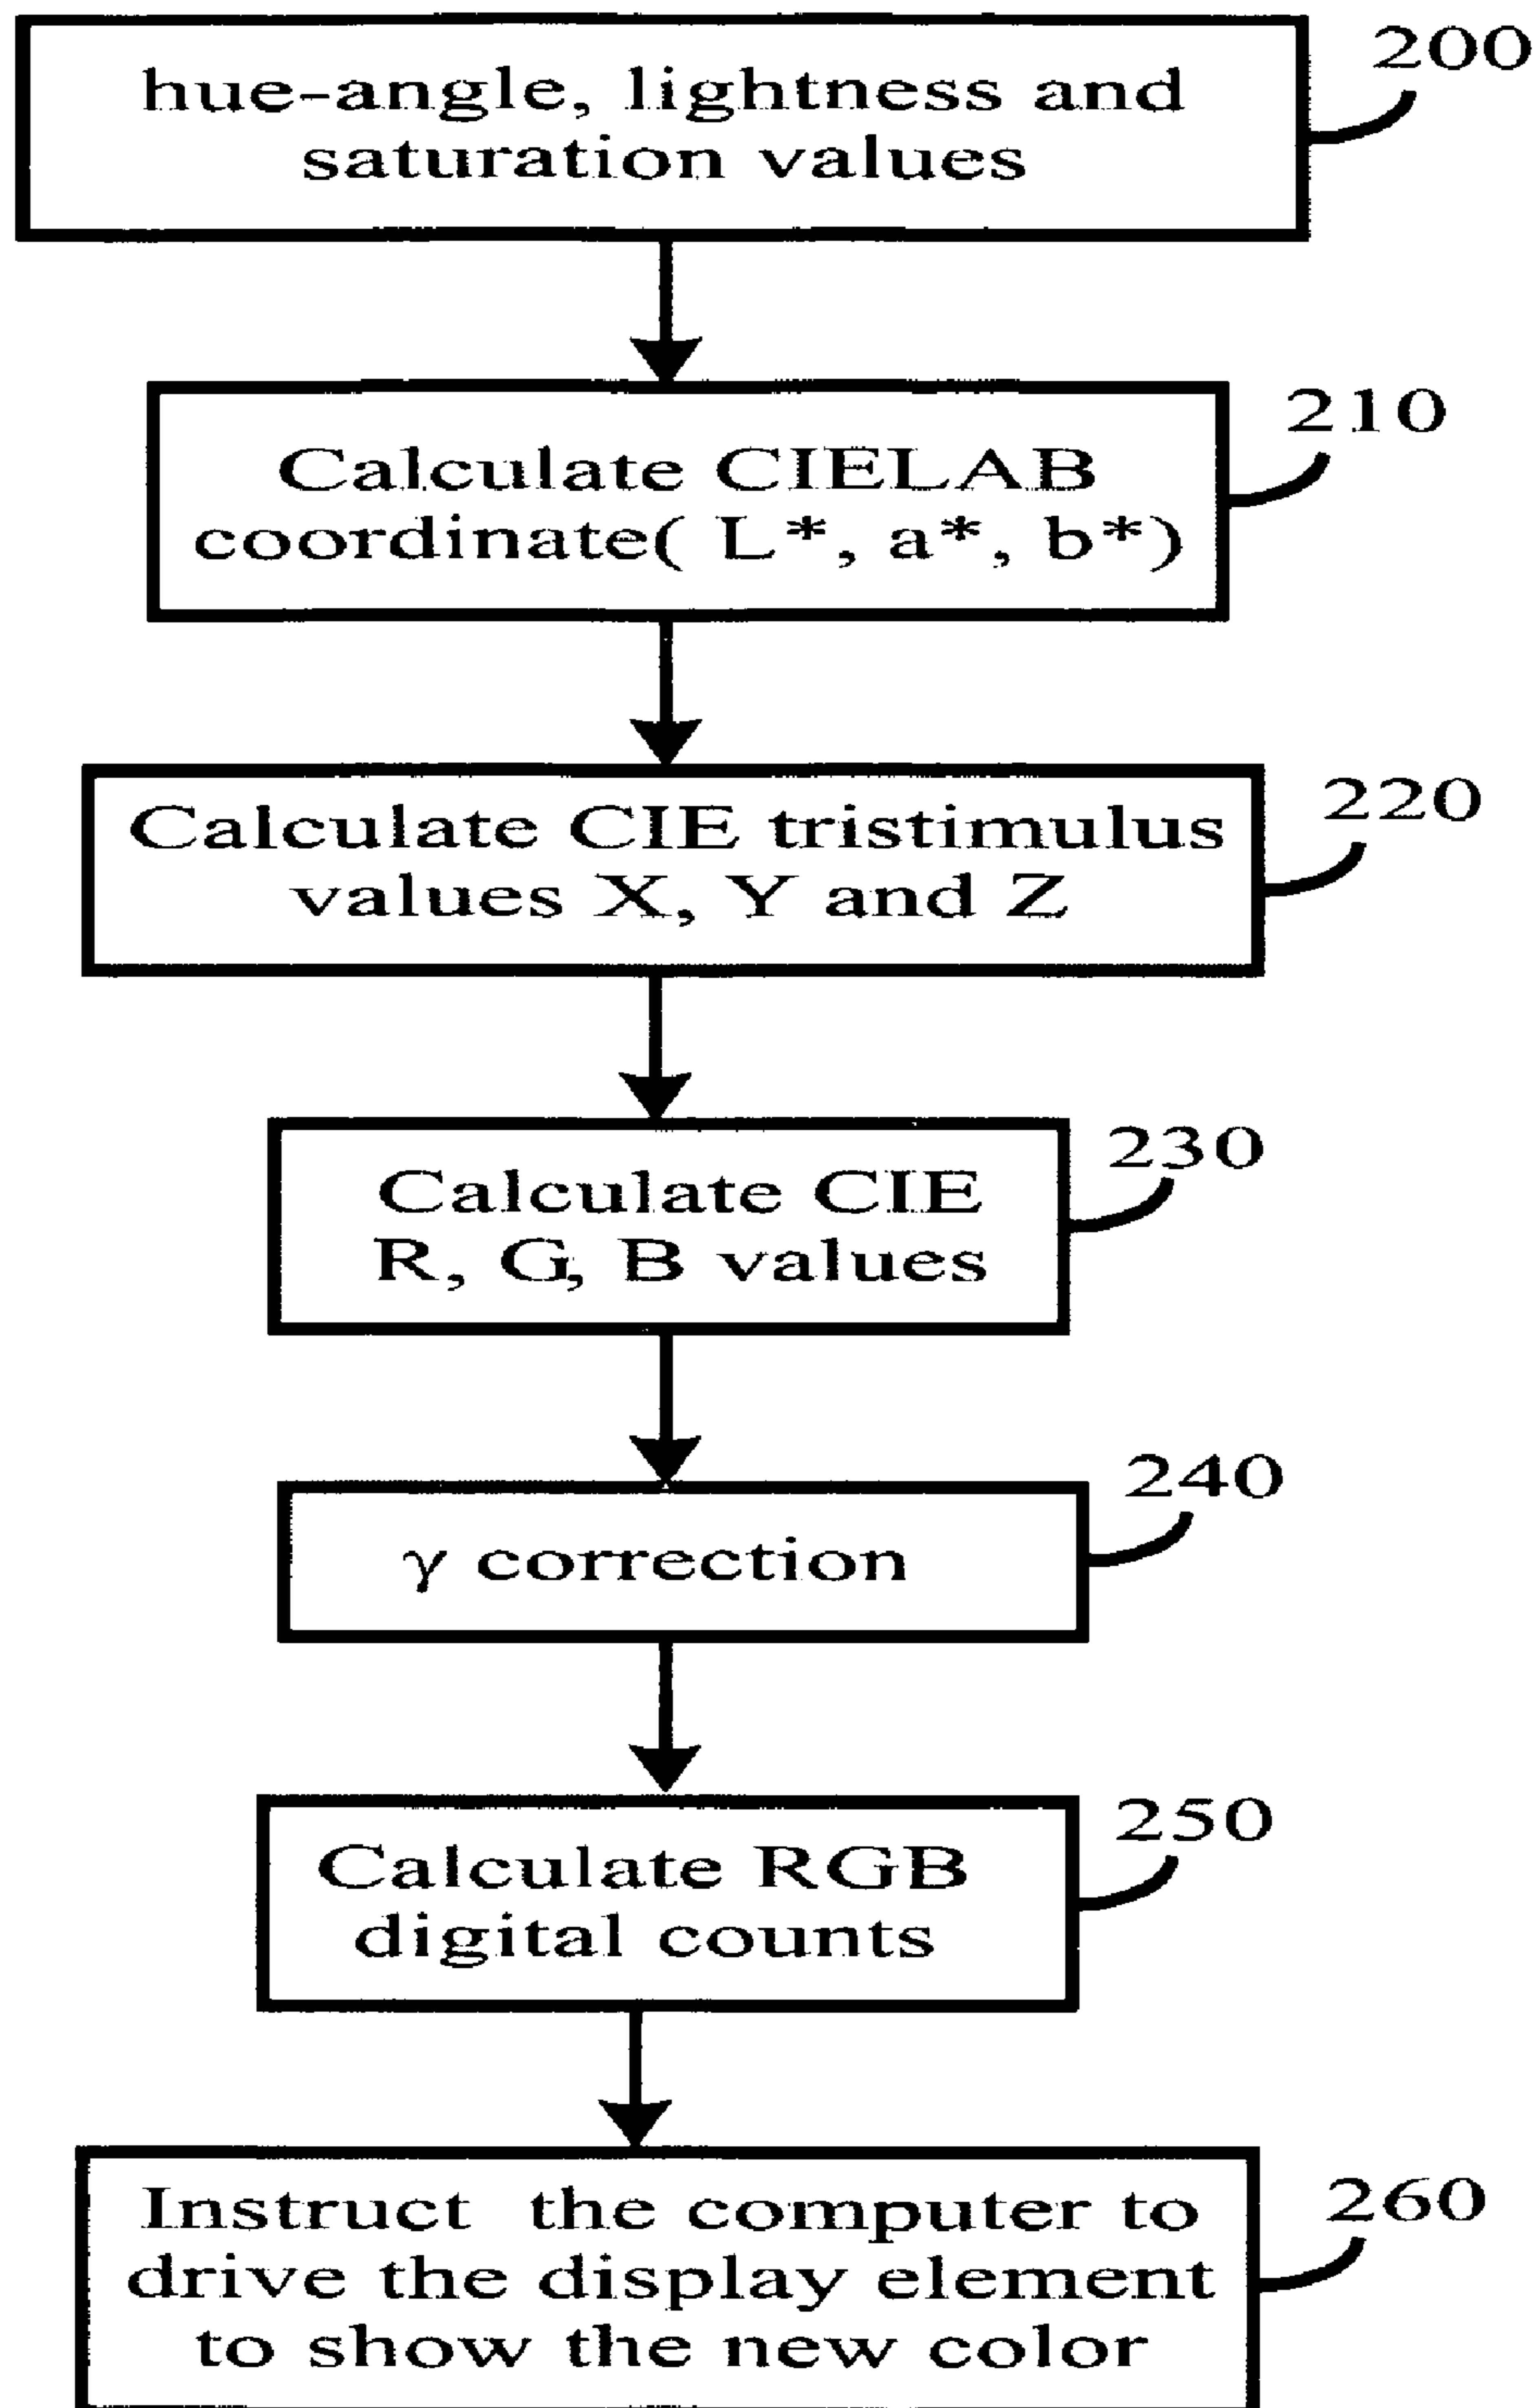 200
hue-angle, lightness and
saturation values
210
Calculate CIELAB
coordinate( L*, a*, b*)
220
Calculate CIE tristimulus
values X, Y and Z
230
Calculate CIE
R, G, B values
240
γ correction
250
Calculate RGB
digital counts
260
Instruct the computer to
drive the display element
to show the new color